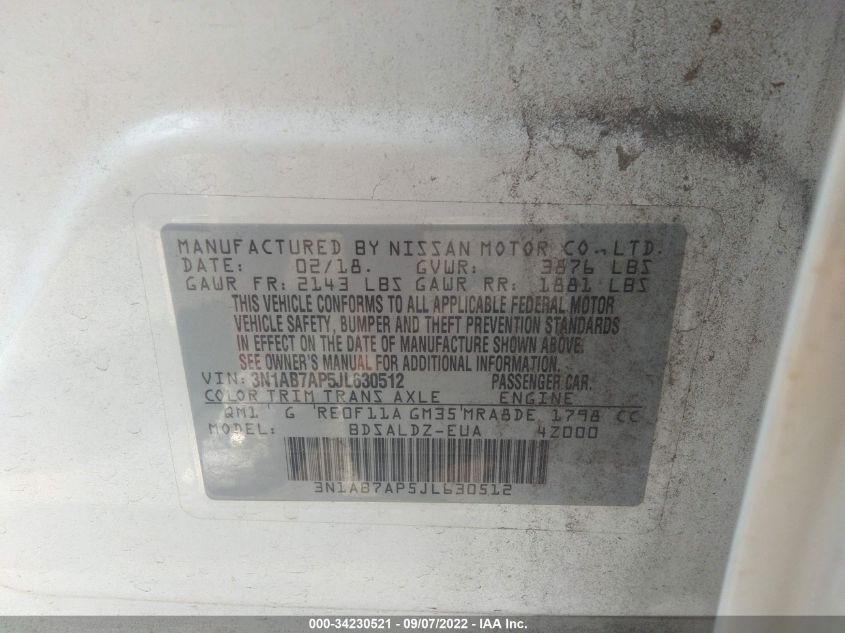 MANUFACTURED BY NISSAN MOTOR CO., LTD.
DATE: 02/18. GVWR: 3876 LBS
GAWR FR: 2143 LBS GAWR RR: 1881 LBS
THIS VEHICLE CONFORMS TO ALL APPLICABLE FEDERAL MOTOR
VEHICLE SAFETY, BUMPER AND THEFT PREVENTION STANDARDS
IN EFFECT ON THE DATE OF MANUFACTURE SHOWN ABOVE.
SEE OWNER'S MANUAL FOR ADDITIONAL INFORMATION.
VIN: 3N1AB7AP5JL630512 PASSENGER CAR.
COLOR TRIM TRANS AXLE ENGINE
QM1 G RE0F11A GM35 MRA8DE 1798 CC
MODEL: BDSALDZ-EUA 4Z000
3N1AB7AP5JL630512
000-34230521 - 09/07/2022 - IAA Inc.